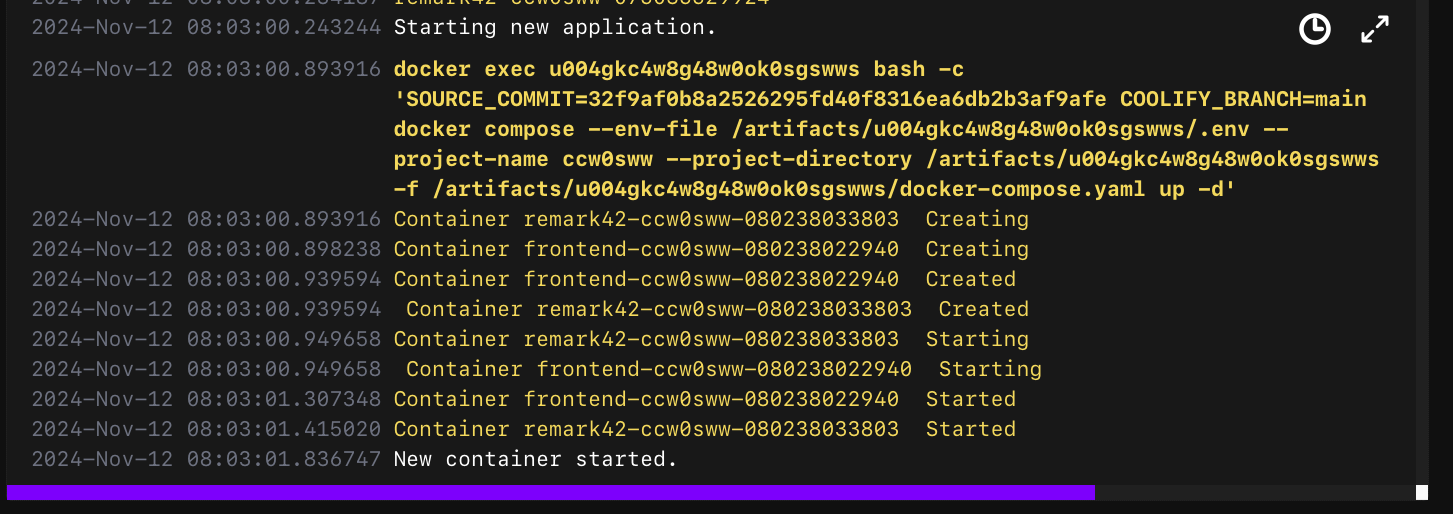 2024-Nov-12 08:03:00.243244 Starting new application.
2024-Nov-12 08:03:00.893916 docker exec u004gkc4w8g48w0ok0sgswws bash -c
'SOURCE_COMMIT=32f9af0b8a2526295fd40f8316ea6db2b3af9afe COOLIFY_BRANCH=main
docker compose --env-file /artifacts/u004gkc4w8g48w0ok0sgswws/.env --
project-name ccw0sww --project-directory /artifacts/u004gkc4w8g48w0ok0sgswws
-f /artifacts/u004gkc4w8g48w0ok0sgswws/docker-compose.yaml up -d'
2024-Nov-12 08:03:00.893916 Container remark42-ccw0sww-080238033803  Creating
2024-Nov-12 08:03:00.898238 Container frontend-ccw0sww-080238022940  Creating
2024-Nov-12 08:03:00.939594 Container frontend-ccw0sww-080238022940  Created
2024-Nov-12 08:03:00.939594  Container remark42-ccw0sww-080238033803  Created
2024-Nov-12 08:03:00.949658 Container remark42-ccw0sww-080238033803  Starting
2024-Nov-12 08:03:00.949658  Container frontend-ccw0sww-080238022940  Starting
2024-Nov-12 08:03:01.307348 Container frontend-ccw0sww-080238022940  Started
2024-Nov-12 08:03:01.415020 Container remark42-ccw0sww-080238033803  Started
2024-Nov-12 08:03:01.836747 New container started.